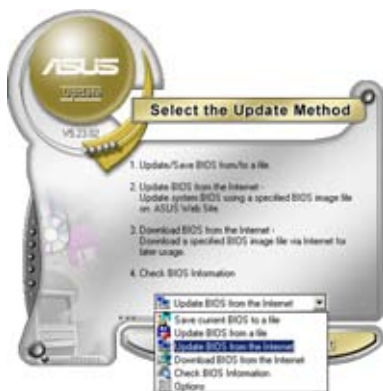 ASUS
Update
V5.23.02
Select the Update Method
1. Update/Save BIOS from/to a file.
2. Update BIOS from the Internet -
Update system BIOS using a specified BIOS image file
on ASUS Web Site.
3. Download BIOS from the Internet -
Download a specified BIOS image file via Internet for
later usage.
4. Check BIOS Information
Update BIOS from the Internet
Save current BIOS to a file
Update BIOS from a file
Update BIOS from the Internet
Download BIOS from the Internet
Check BIOS Information
Options